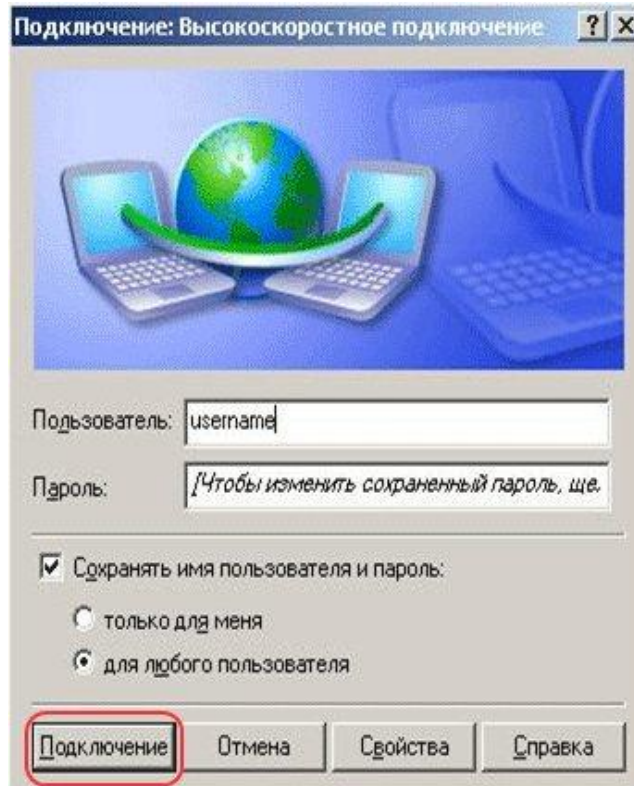 Подключение: Высокоскоростное подключение
Пользователь: username
Пароль: [Чтобы изменить сохраненный пароль, ще.
Сохранять имя пользователя и пароль:
только для меня
для любого пользователя
Подключение Отмена Свойства Справка